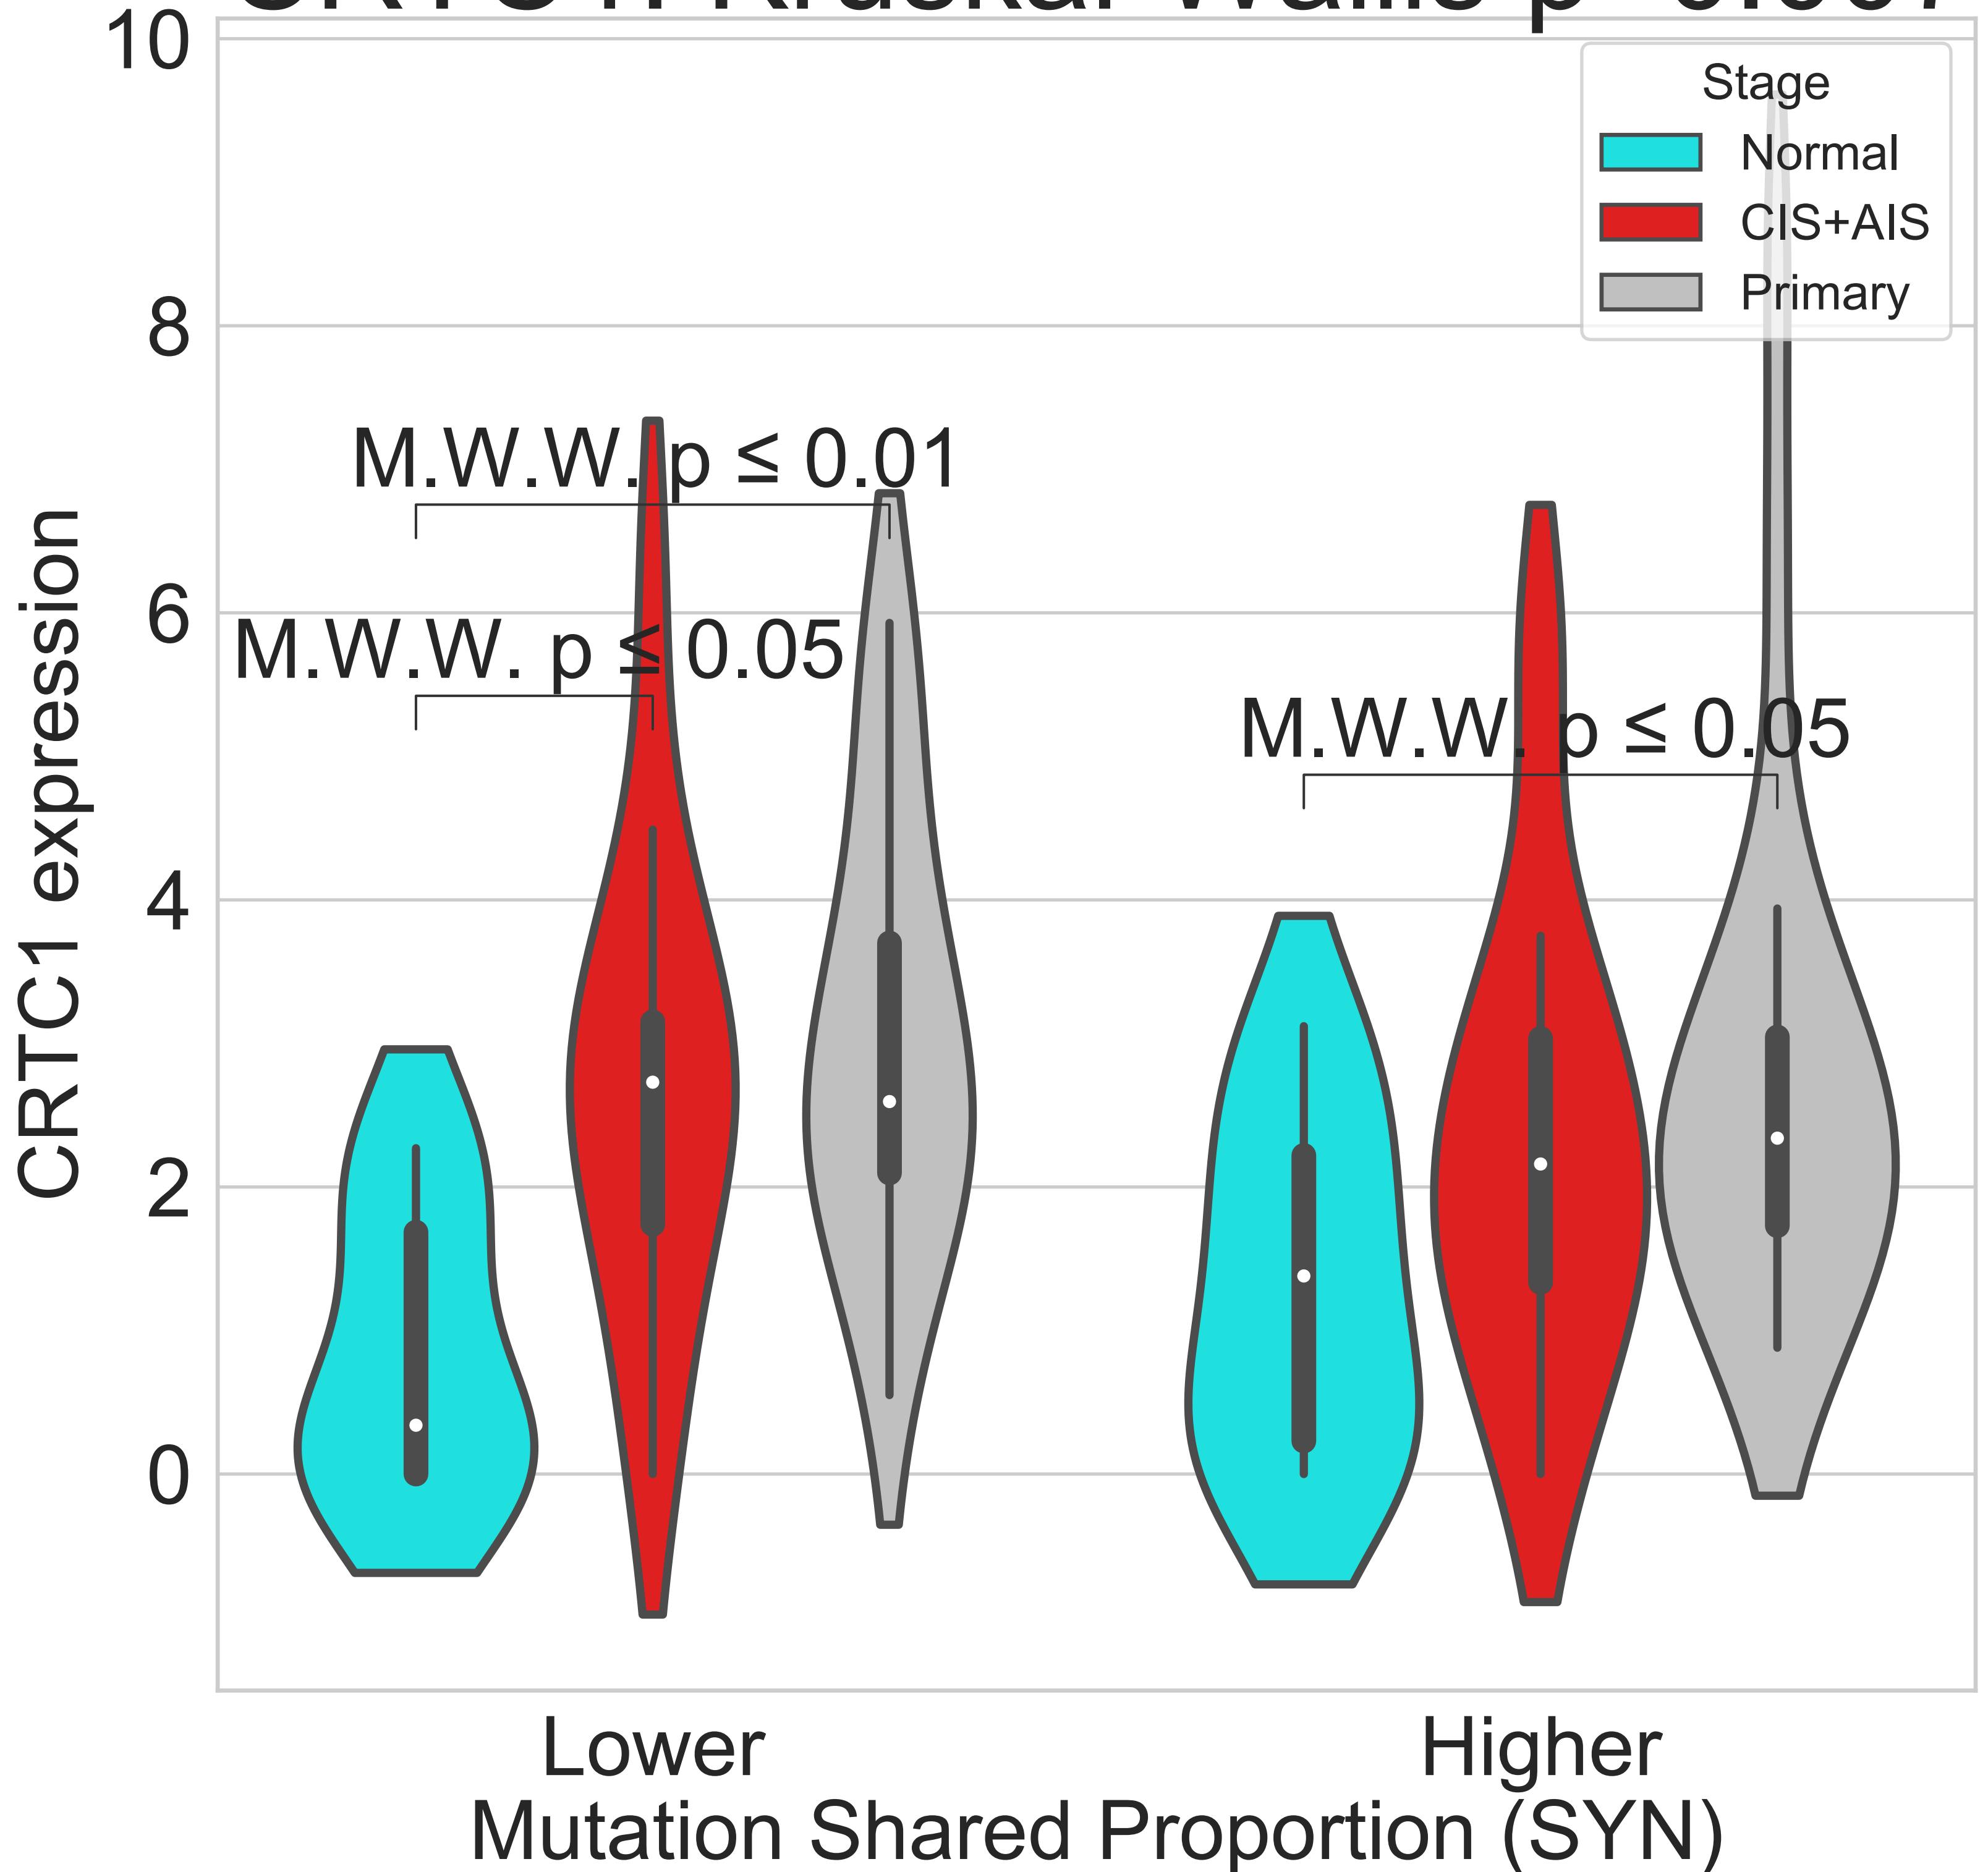 10
Stage
Normal
CIS+AIS
Primary
8
M.W.W. p ≤ 0.01
6
M.W.W. p ≤ 0.05
M.W.W. p ≤ 0.05
CRTC1 expression
4
2
0
Lower
Higher
Mutation Shared Proportion (SYN)